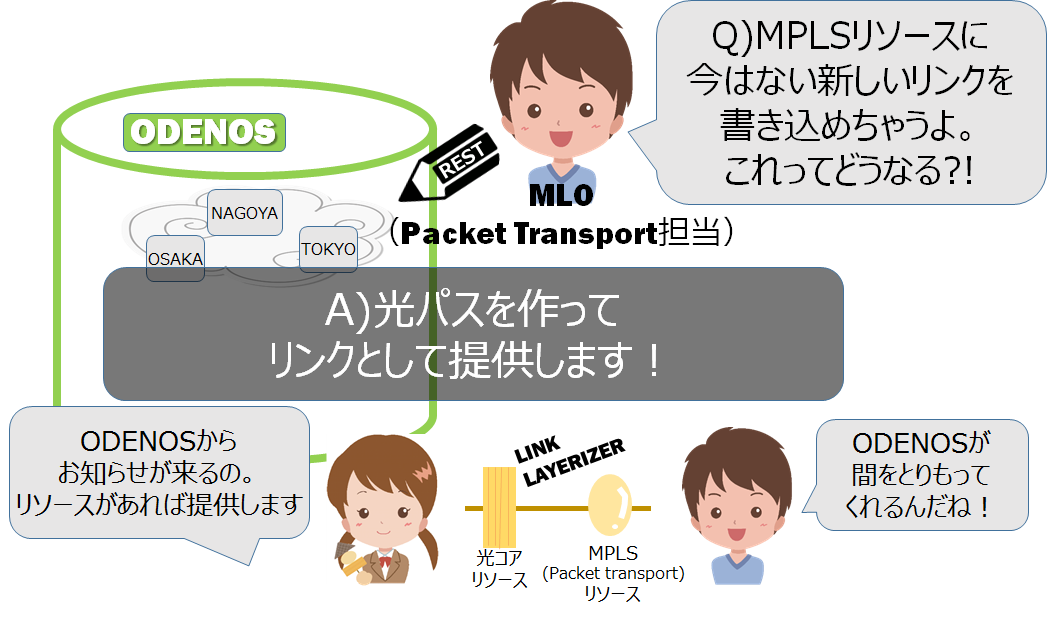 Q)MPLSリソースに
今はない新しいリンクを
書き込めちゃうよ。
これってどうなる?!
ODENOS
REST
MLO
（Packet Transport担当）
NAGOYA
OSAKA
TOKYO
A)光パスを作って
リンクとして提供します！
ODENOSから
お知らせが来るの。
リソースがあれば提供します
LINK
LAYERIZER
光コア
リソース
MPLS
(Packet transport)
リソース
ODENOSが
間をとりもって
くれるんだね！